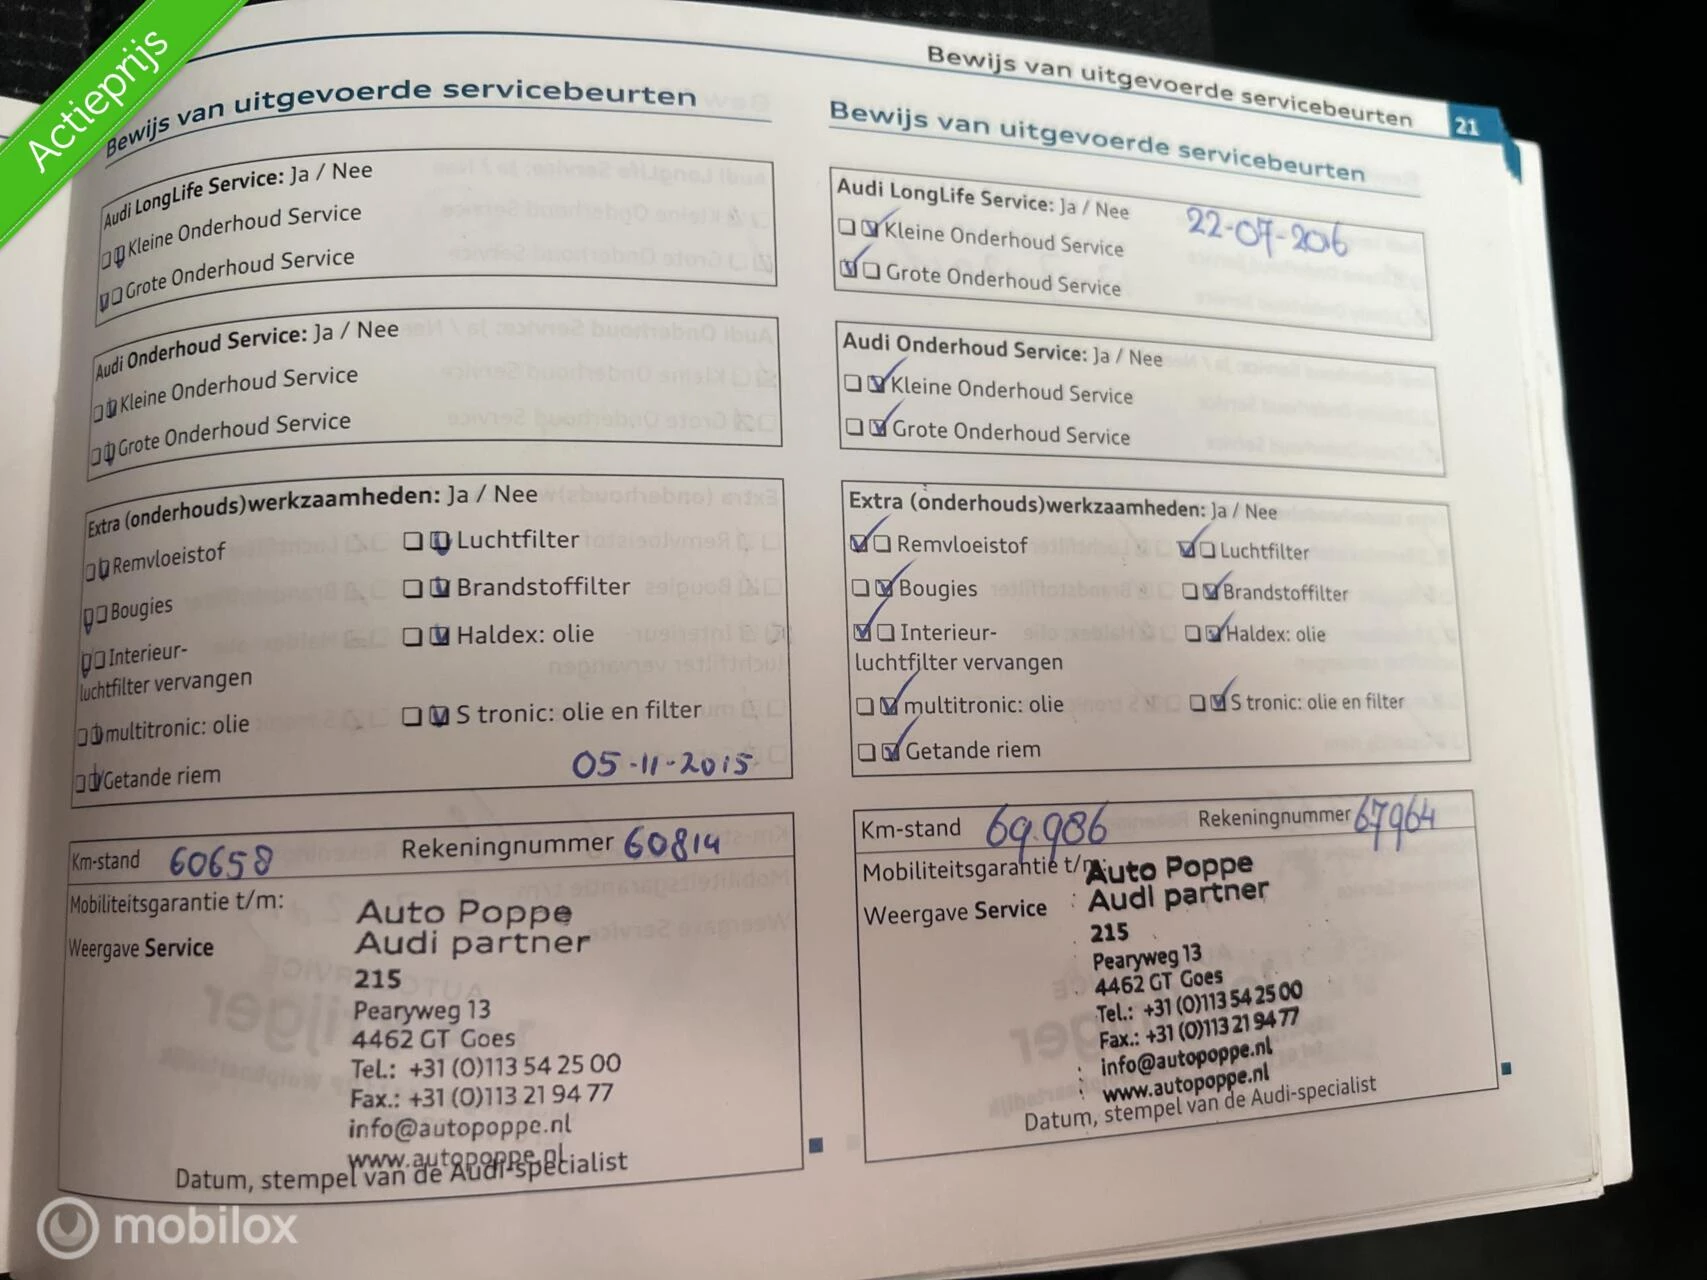 Actieprijs
Bewijs van uitgevoerde servicebeurten 21
Bewijs van uitgevoerde servicebeurten
Audi LongLife Service: Ja / Nee
Kleine Onderhoud Service
Grote Onderhoud Service
Audi Onderhoud Service: Ja / Nee
Kleine Onderhoud Service
Grote Onderhoud Service
Extra (onderhouds)werkzaamheden: Ja / Nee
Remvloeistof Luchtfilter
Bougies Brandstoffilter
Interieur- Haldex: olie
luchtfilter vervangen
multitronic: olie S tronic: olie en filter
Getande riem 05-11-2015
Km-stand 60658 Rekeningnummer 60814
Mobiliteitsgarantie t/m:
Weergave Service
Auto Poppe
Audi partner
215
Pearyweg 13
4462 GT Goes
Tel.: +31 (0)113 54 25 00
Fax.: +31 (0)113 21 94 77
info@autopoppe.nl
www.autopoppe.nl
Datum, stempel van de Audi-specialist
Bewijs van uitgevoerde servicebeurten
Audi LongLife Service: Ja / Nee 22-07-2016
Kleine Onderhoud Service
Grote Onderhoud Service
Audi Onderhoud Service: Ja / Nee
Kleine Onderhoud Service
Grote Onderhoud Service
Extra (onderhouds)werkzaamheden: Ja / Nee
Remvloeistof Luchtfilter
Bougies Brandstoffilter
Interieur- Haldex: olie
luchtfilter vervangen
multitronic: olie S tronic: olie en filter
Getande riem
Km-stand 69.986 Rekeningnummer 67964
Mobiliteitsgarantie t/m:
Weergave Service
Auto Poppe
Audi partner
215
Pearyweg 13
4462 GT Goes
Tel.: +31 (0)113 54 25 00
Fax.: +31 (0)113 21 94 77
info@autopoppe.nl
www.autopoppe.nl
Datum, stempel van de Audi-specialist
mobilox